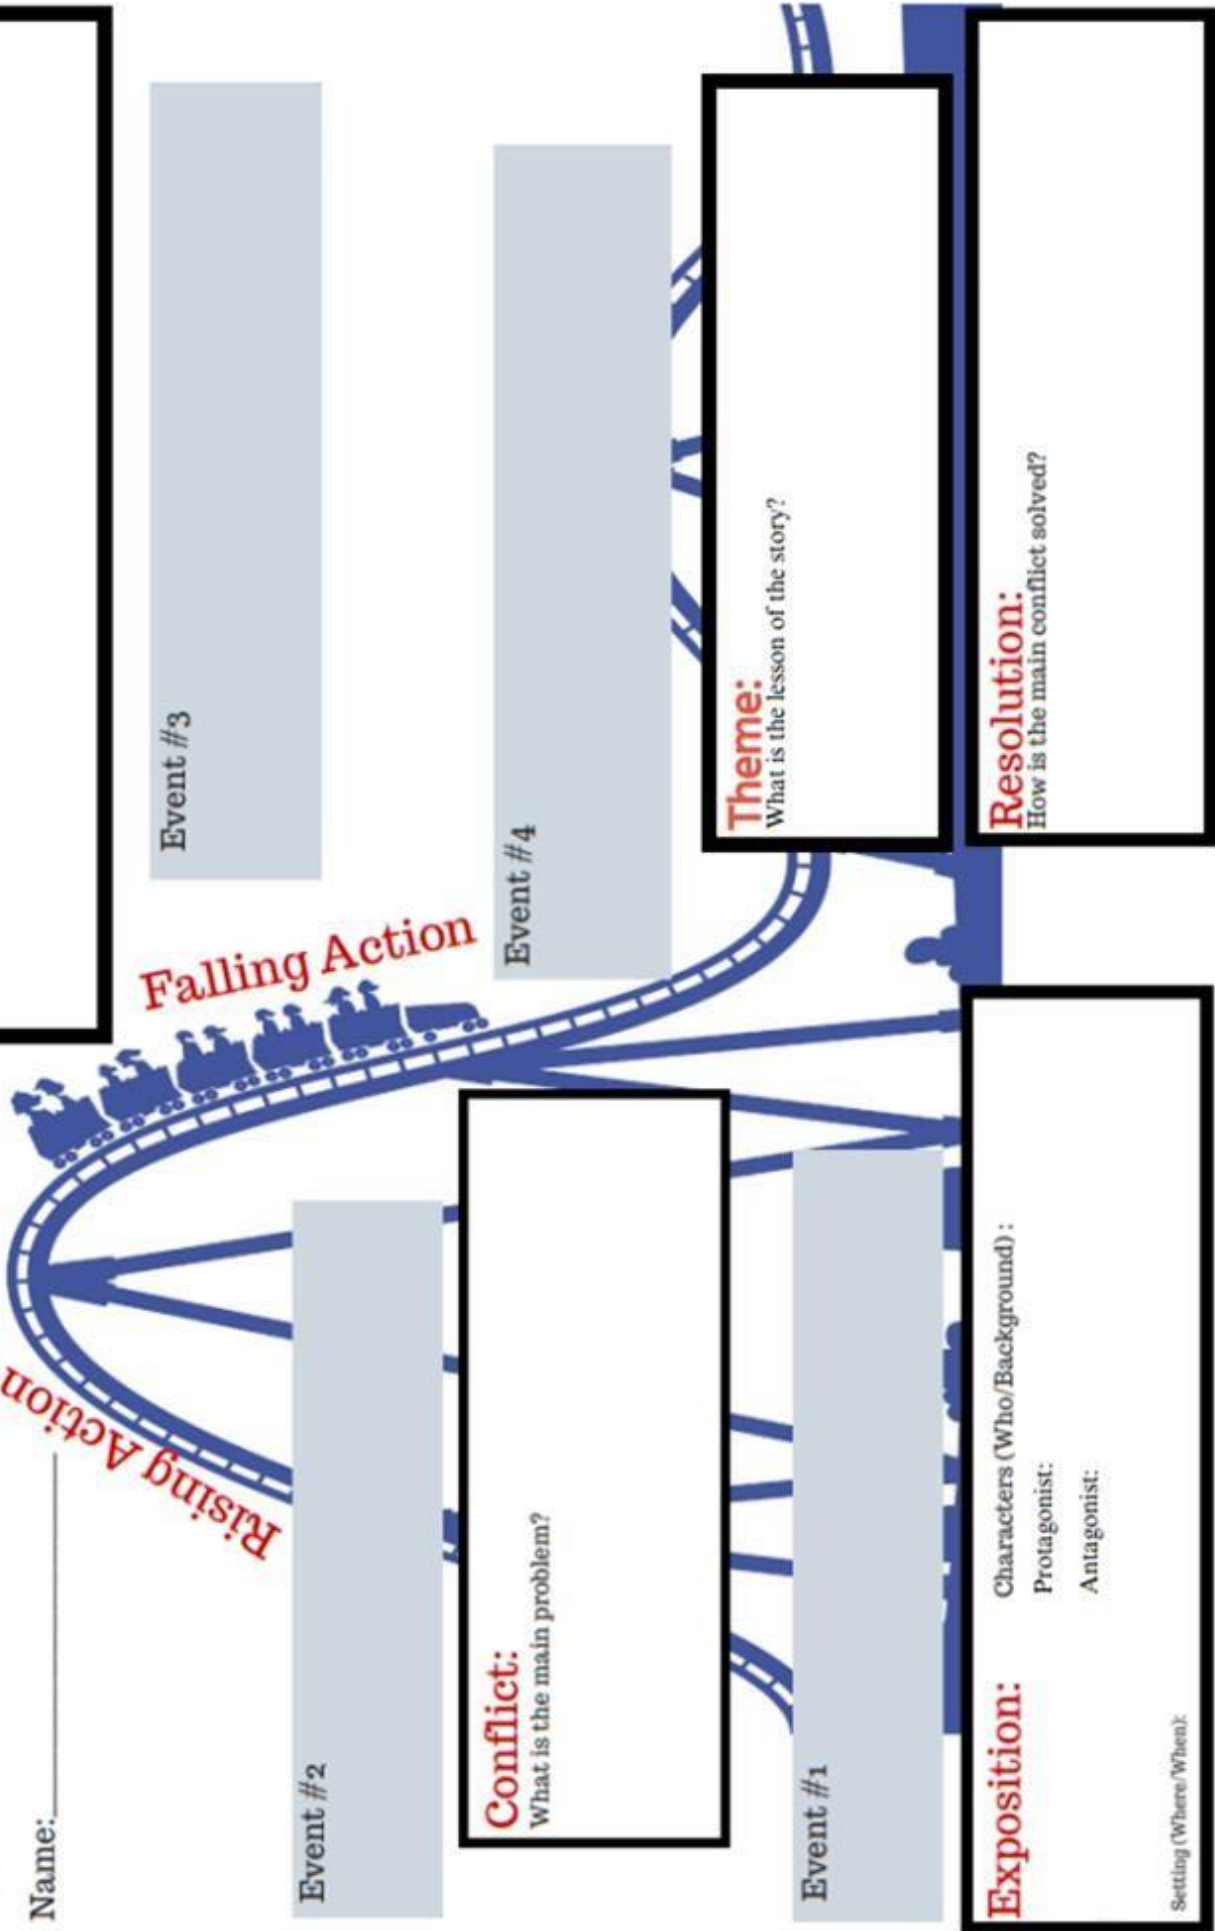 Name:
Rising Action
Falling Action
Event #3
Event #2
Event #4
Conflict:
What is the main problem?
Theme:
What is the lesson of the story?
Event #1
Exposition:
Characters (Who/Background) :
Protagonist:
Antagonist:
Setting (Where/When):
Resolution:
How is the main conflict solved?